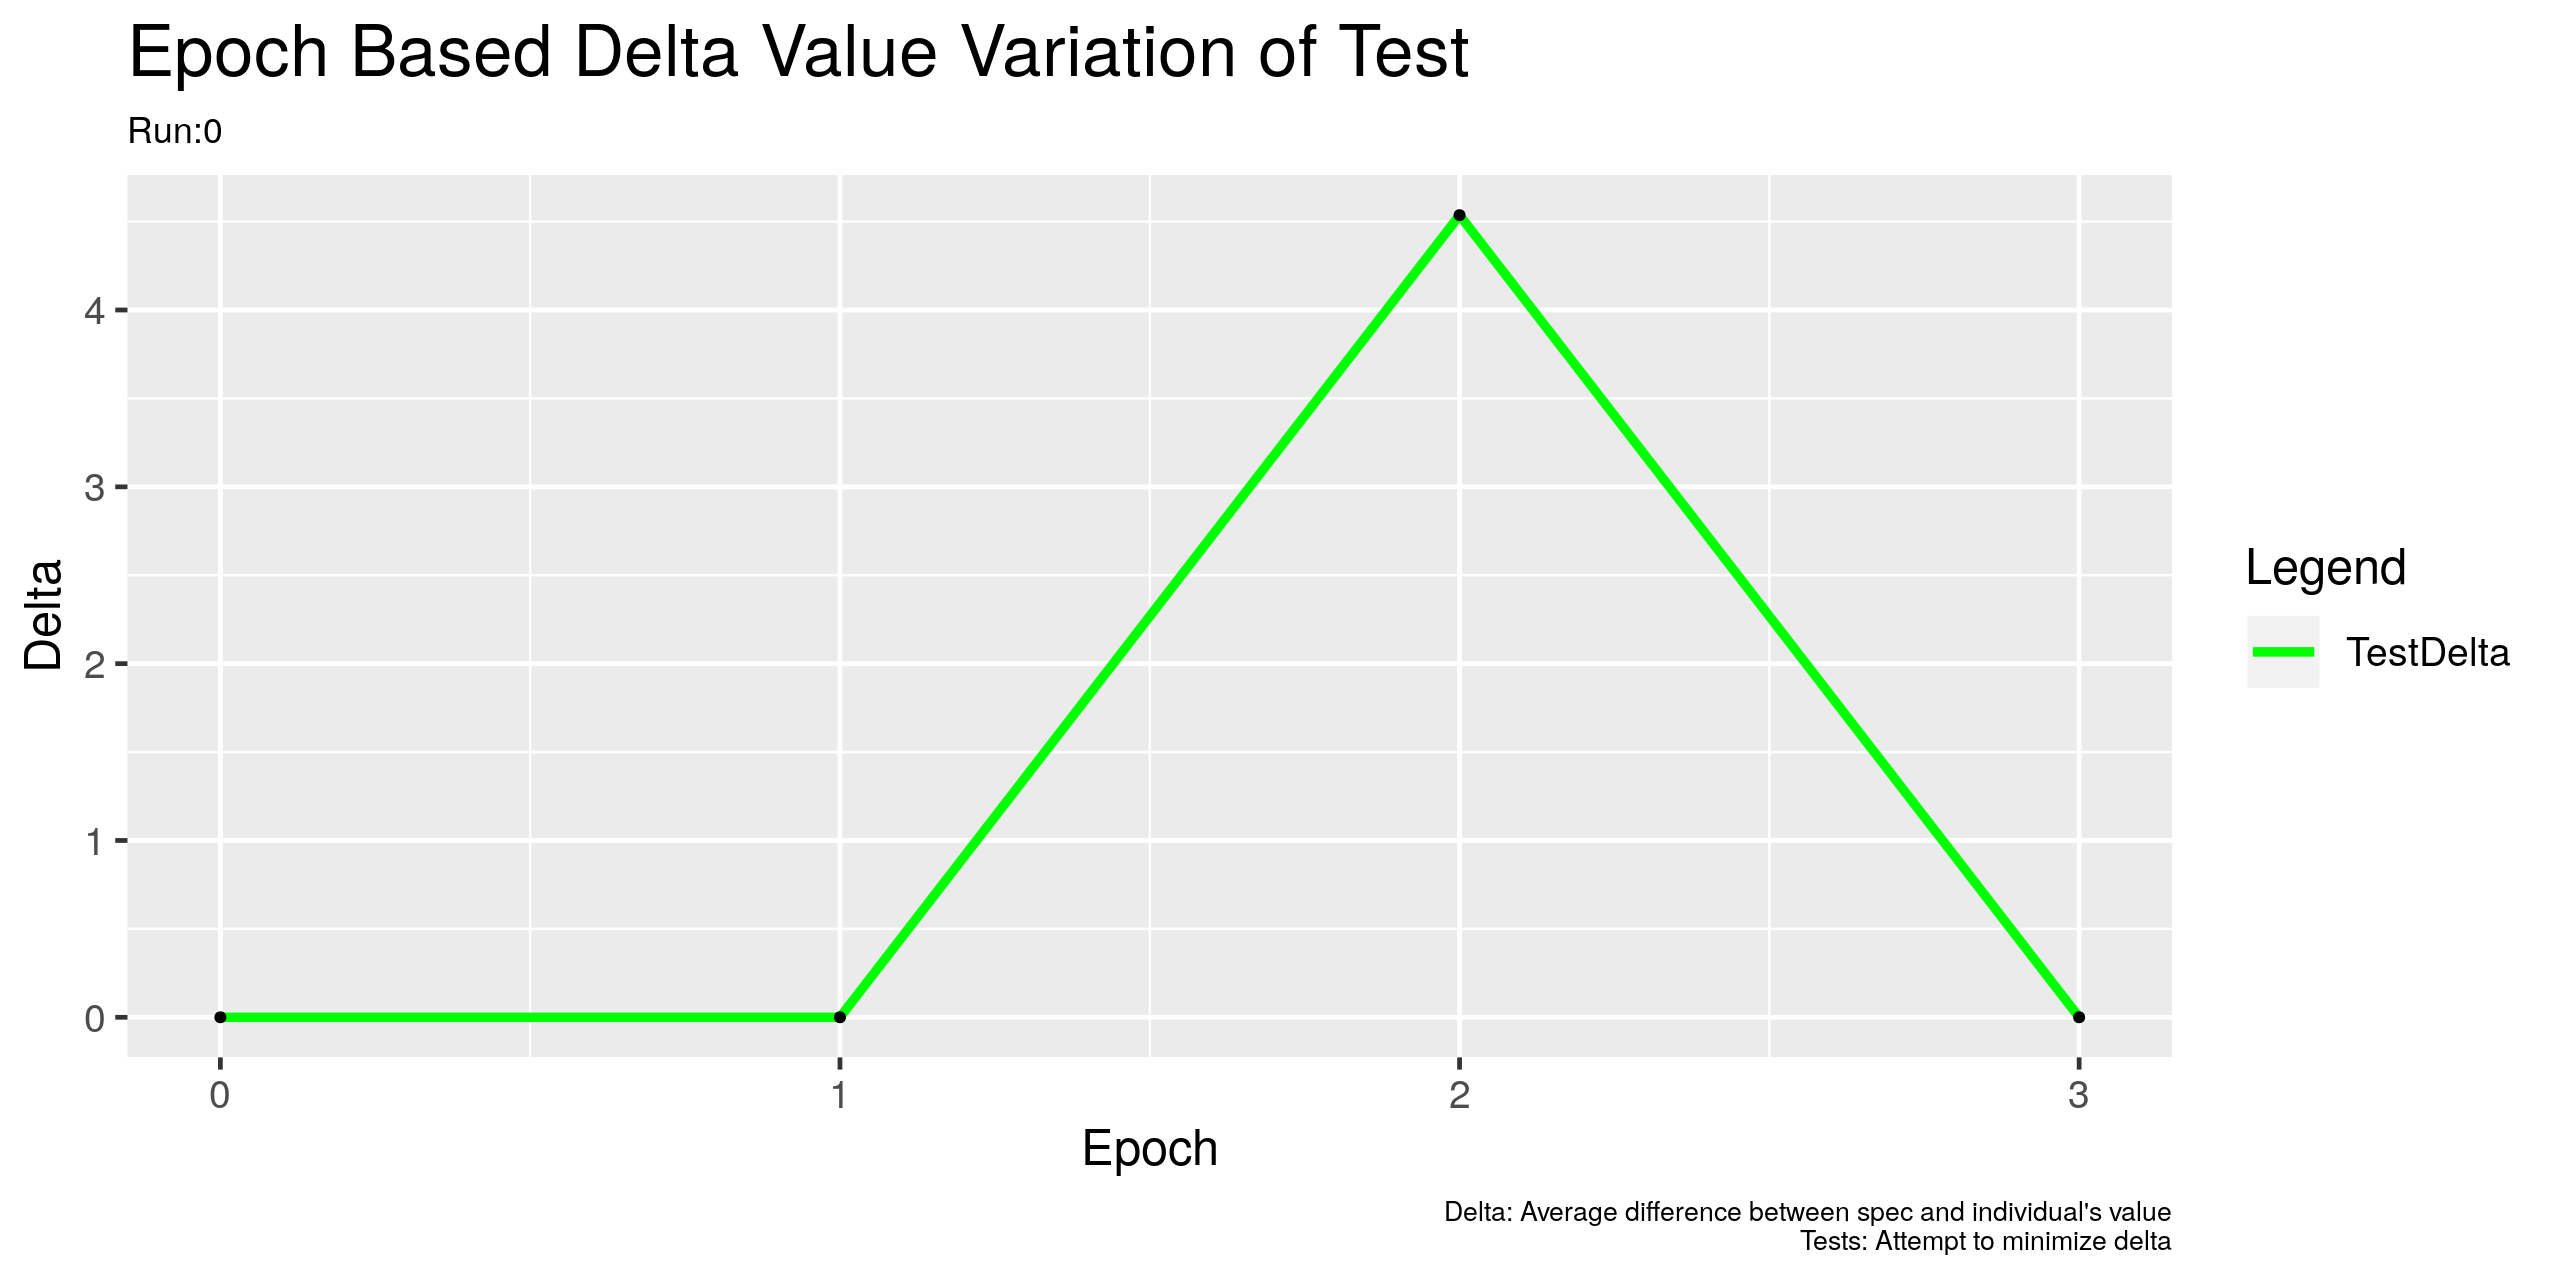 Epoch Based Delta Value Variation of Test
Run:0
4
3
2
1
0
Delta
0 1 2 3
Epoch
Legend
TestDelta
Delta: Average difference between spec and individual's value
Tests: Attempt to minimize delta